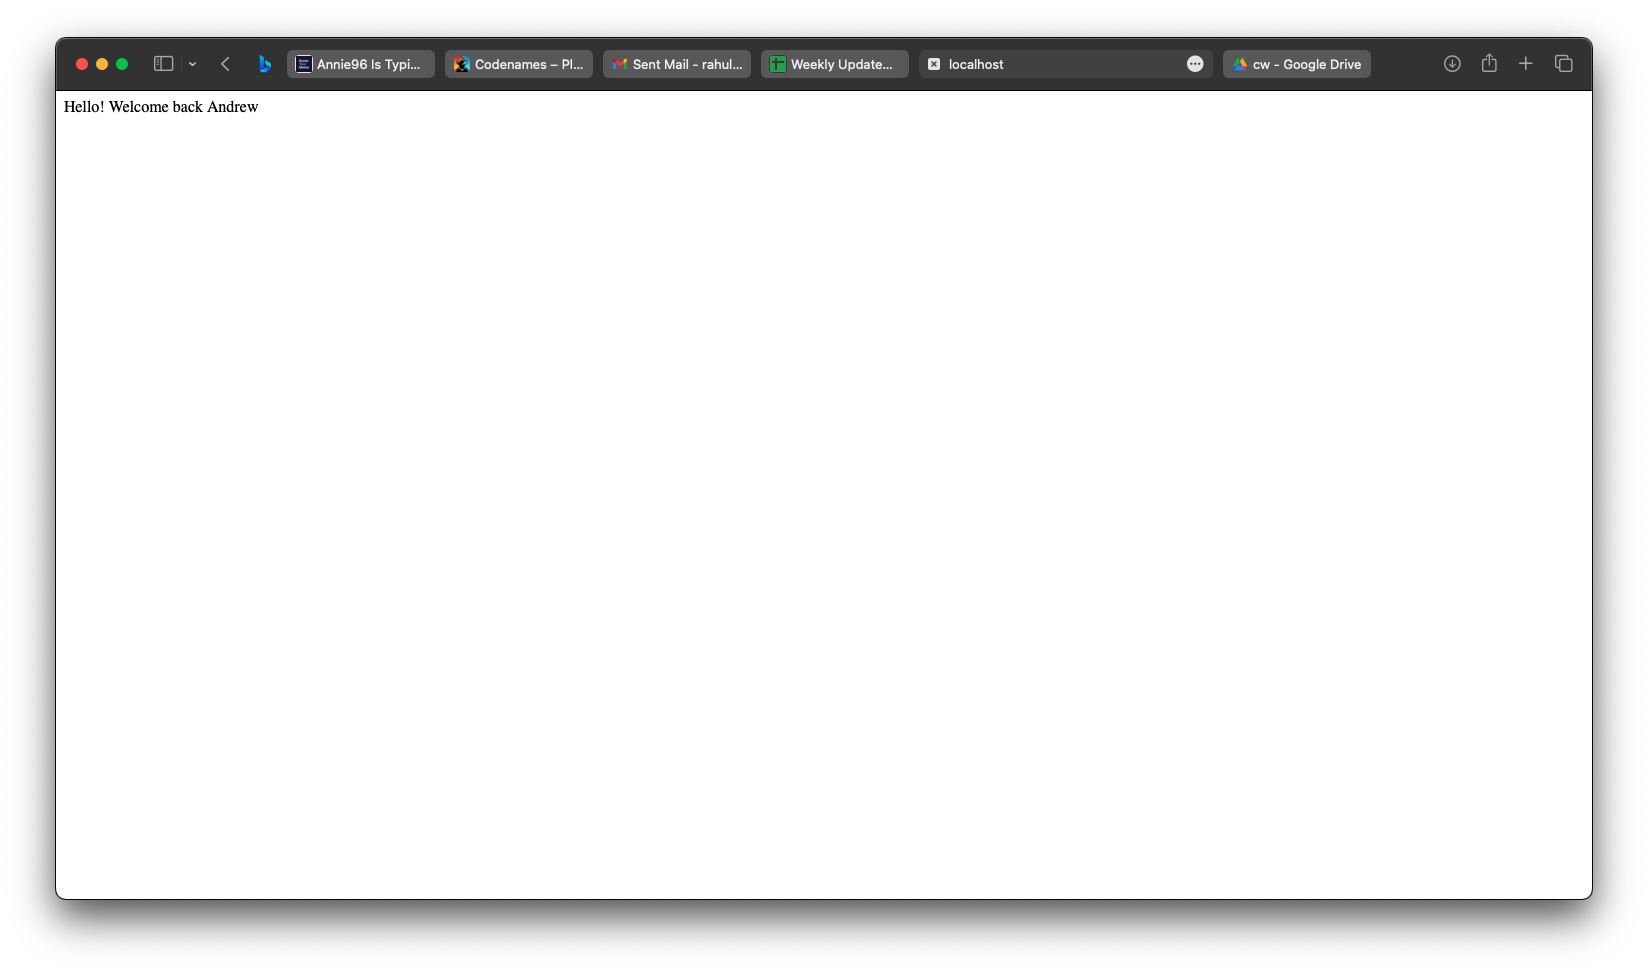 Annie96 Is Typi...
Codenames – Pl...
Sent Mail - rahul...
Weekly Update...
localhost
cw - Google Drive
Hello! Welcome back Andrew